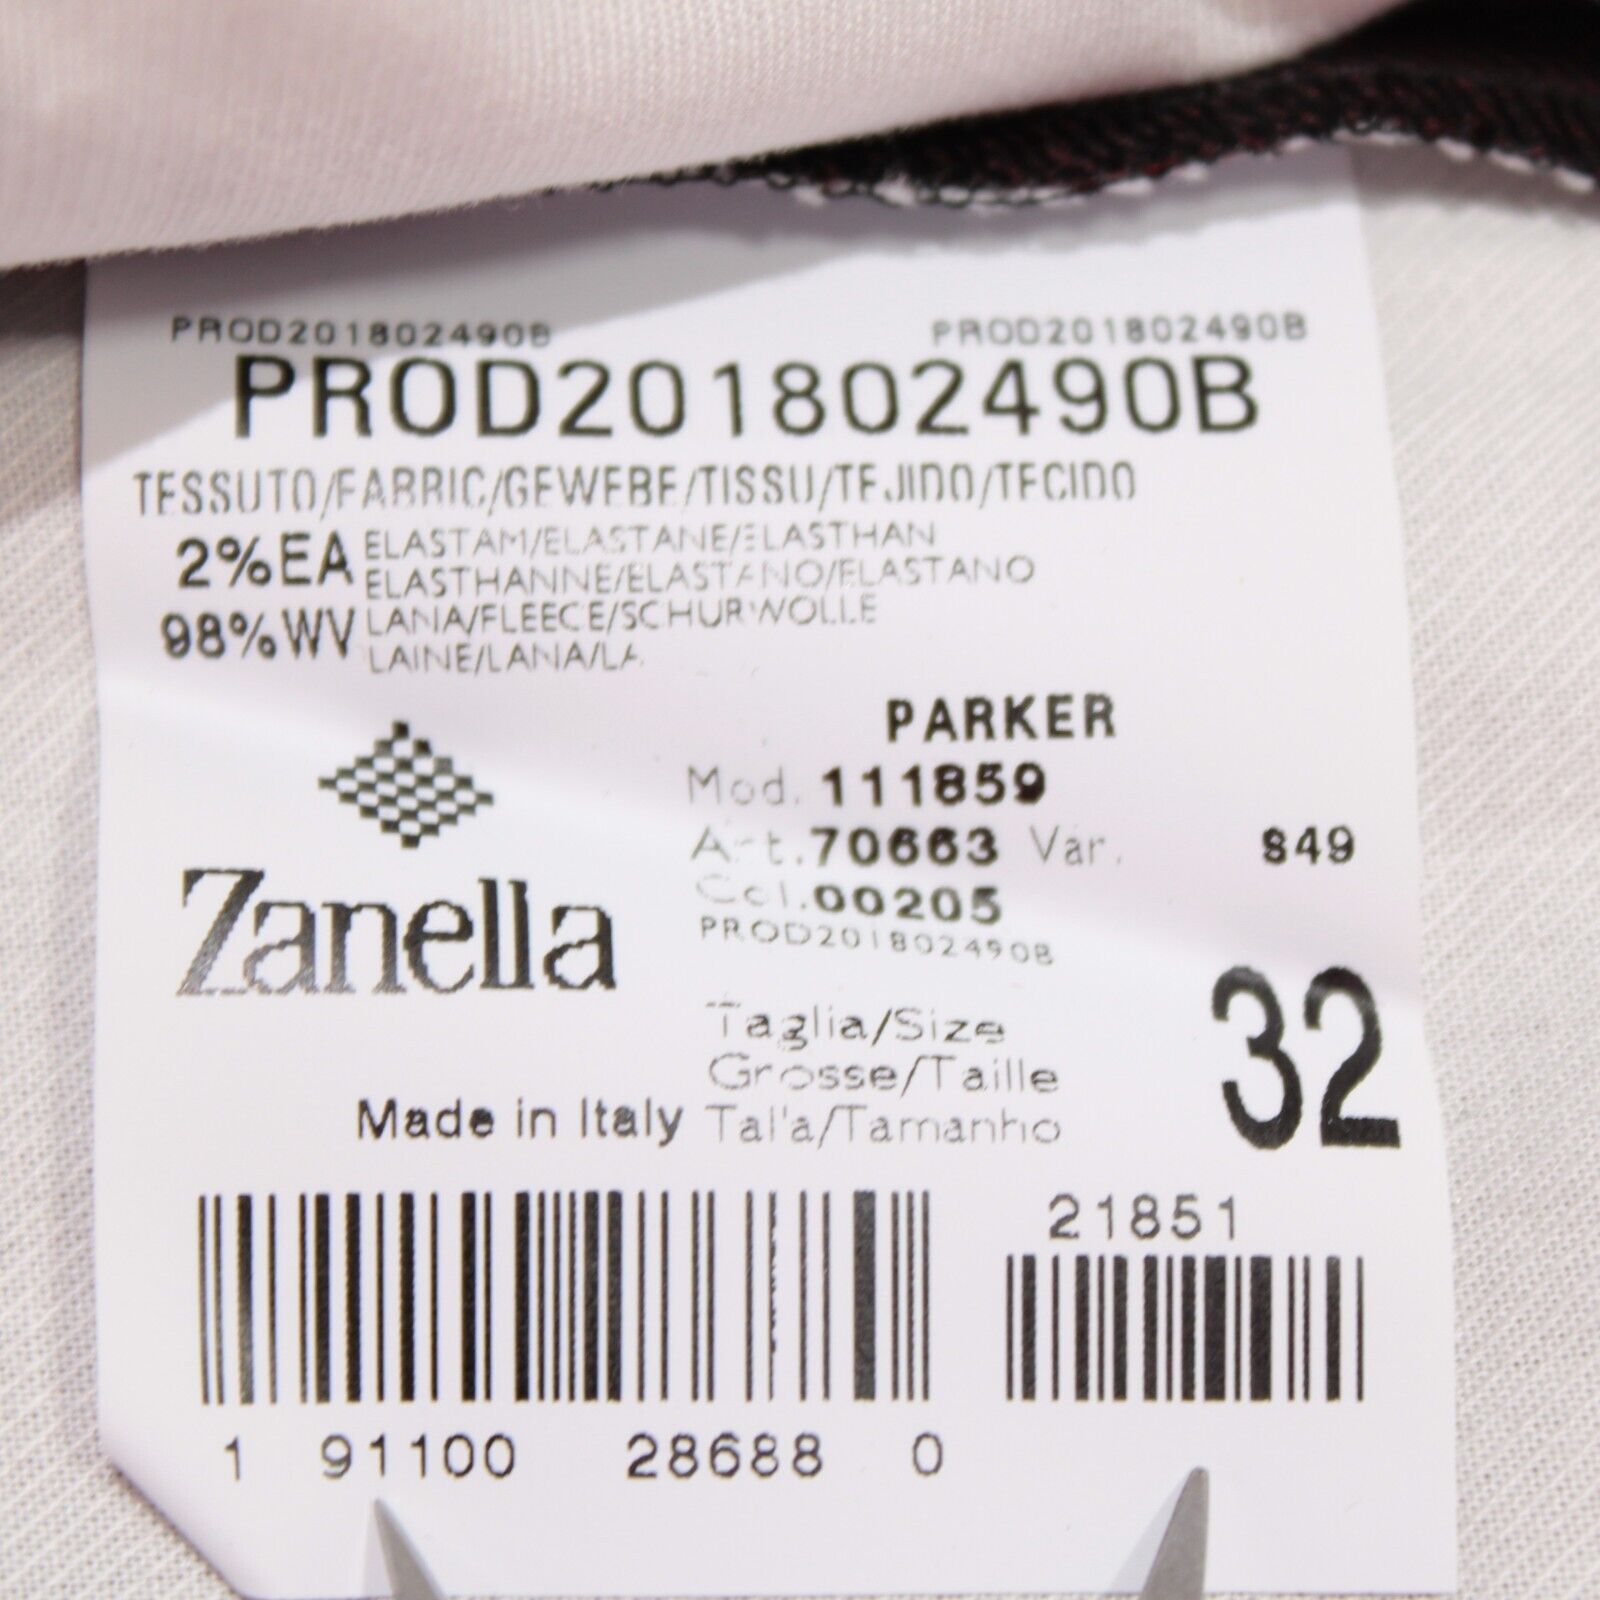 PROD201802490B PROD201802490B
PROD201802490B
TESSUTO/FABRIC/GEWEBE/TISSU/TEJIDO/TECIDO
2%EA ELASTAM/ELASTANE/ELASTHAN
ELASTHANNE/ELASTANO/ELASTANO
98%WV LANA/FLEECE/SCHURWOLLE
LAINE/LANA/LA
PARKER
Mod. 111859
Art. 70663 Var. 849
Col. 00205
PROD201802490B
Zanella
Taglia/Size
Grosse/Taille
Talla/Tamanho
32
Made in Italy
21851
1 91100 28688 0